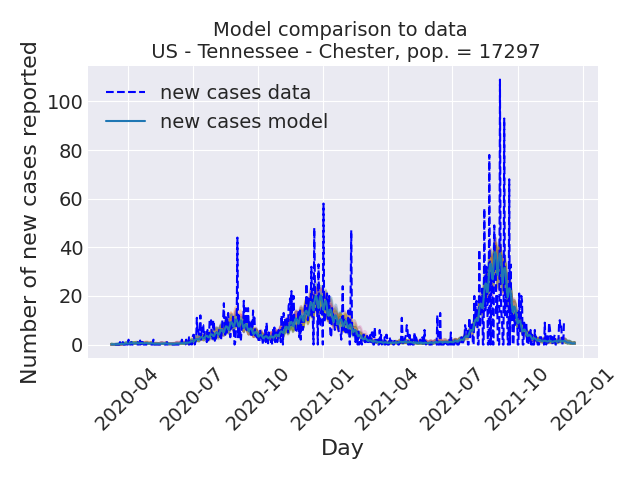 Model comparison to data
US - Tennessee - Chester, pop. = 17297
Number of new cases reported
100
80
60
40
20
0
new cases data
new cases model
2020-04
2020-07
2020-10
2021-01
2021-04
2021-07
2021-10
2022-01
Day